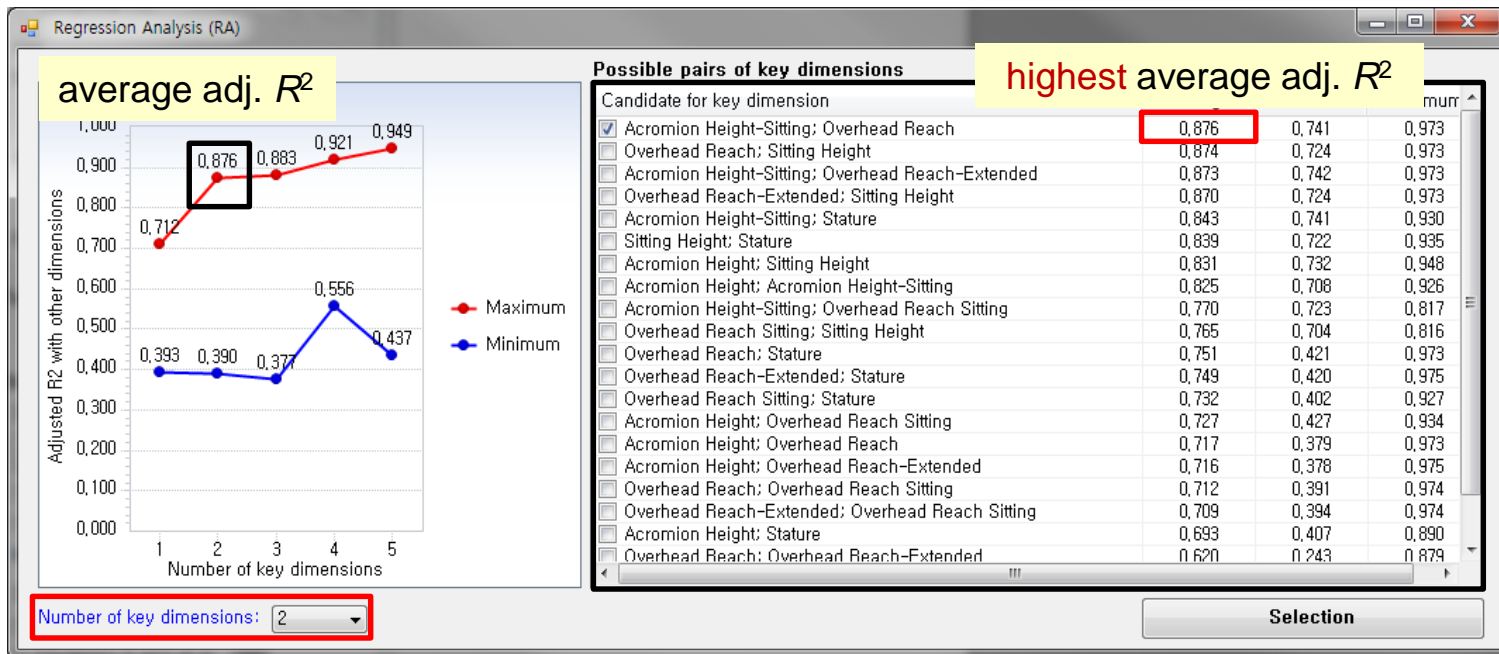 Regression Analysis (RA)
average adj. R²
Possible pairs of key dimensions
highest average adj. R²
Candidate for key dimension
Acromion Height-Sitting; Overhead Reach 0,876 0,741 0,973
Overhead Reach; Sitting Height 0,874 0,724 0,973
Acromion Height-Sitting; Overhead Reach-Extended 0,873 0,742 0,973
Overhead Reach-Extended; Sitting Height 0,870 0,724 0,973
Acromion Height-Sitting; Stature 0,843 0,741 0,930
Sitting Height; Stature 0,839 0,722 0,935
Acromion Height; Sitting Height 0,831 0,732 0,948
Acromion Height; Acromion Height-Sitting 0,825 0,708 0,926
Acromion Height-Sitting; Overhead Reach Sitting 0,770 0,723 0,817
Overhead Reach Sitting; Sitting Height 0,765 0,704 0,816
Overhead Reach; Stature 0,751 0,421 0,973
Overhead Reach-Extended; Stature 0,749 0,420 0,975
Overhead Reach Sitting; Stature 0,732 0,402 0,927
Acromion Height; Overhead Reach Sitting 0,727 0,427 0,934
Acromion Height; Overhead Reach 0,717 0,379 0,973
Acromion Height; Overhead Reach-Extended 0,716 0,378 0,975
Overhead Reach; Overhead Reach Sitting 0,712 0,391 0,974
Overhead Reach-Extended; Overhead Reach Sitting 0,709 0,394 0,974
Acromion Height; Stature 0,693 0,407 0,890
Overhead Reach; Overhead Reach-Extended 0,620 0,243 0,879
Adjusted R2 with other dimensions
1,000
0,900
0,800
0,700
0,600
0,500
0,400
0,300
0,200
0,100
0,000
0,712 0,876 0,883 0,921 0,949
0,393 0,390 0,377 0,556 0,437
1 2 3 4 5
Number of key dimensions
Maximum
Minimum
Number of key dimensions: 2
Selection